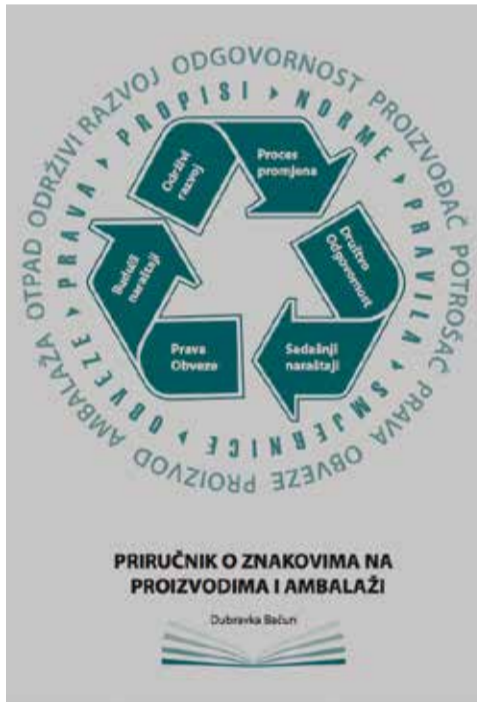 ODRŽIVI RAZVOJ ODGOVORNOST PROIZVOĐAČ POTROŠAČ PRAVA OBVEZE PROIZVOD AMBALAŽA OTPAD
PRAVA PROPISI NORME PRAVILA SMJERNICE OBVEZE
Održivi
razvoj
Proces
promjena
Društvo
Odgovornost
Sadašnji
naraštaji
Prava
Obveze
Budući
naraštaji
PRIRUČNIK O ZNAKOVIMA NA
PROIZVODIMA I AMBALAŽI
Dubravka Bačun